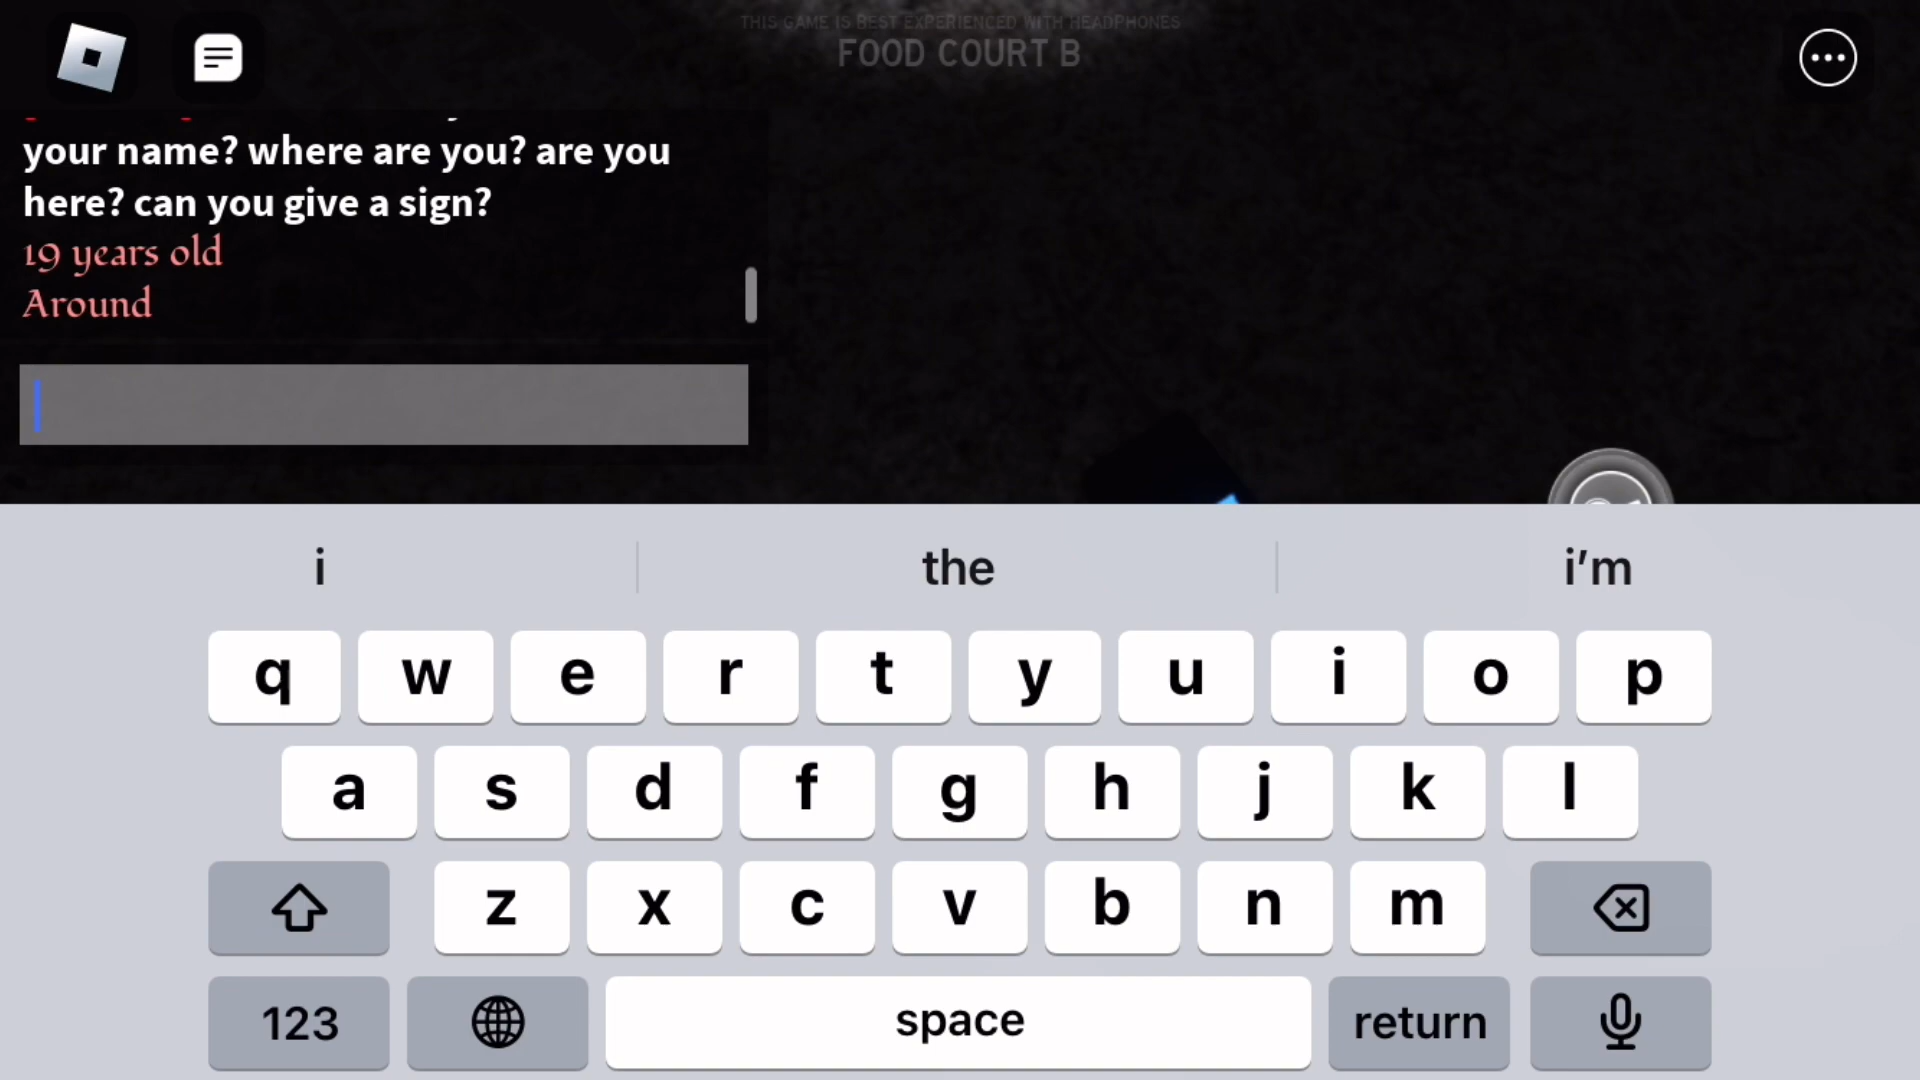 THIS GAME IS BEST EXPERIENCED WITH HEADPHONES
FOOD COURT B
your name? where are you? are you
here? can you give a sign?
19 years old
Around
i the i'm
q w e r t y u i o p
a s d f g h j k l
z x c v b n m
123 space return